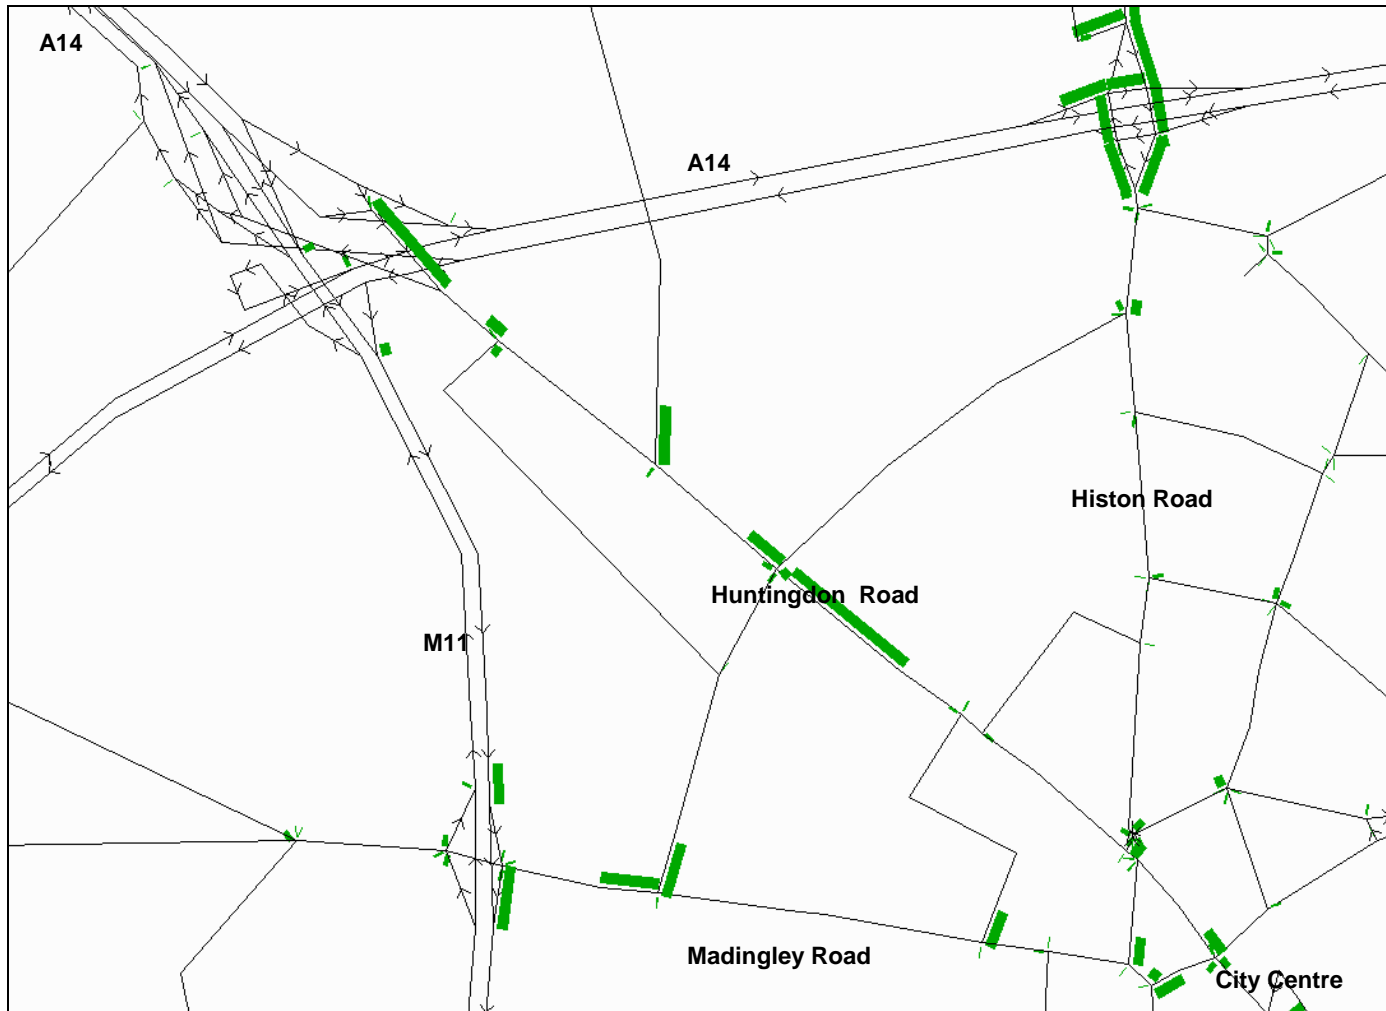 A14
A14
Histon Road
Huntingdon  Road
M11
Madingley Road
City Centre